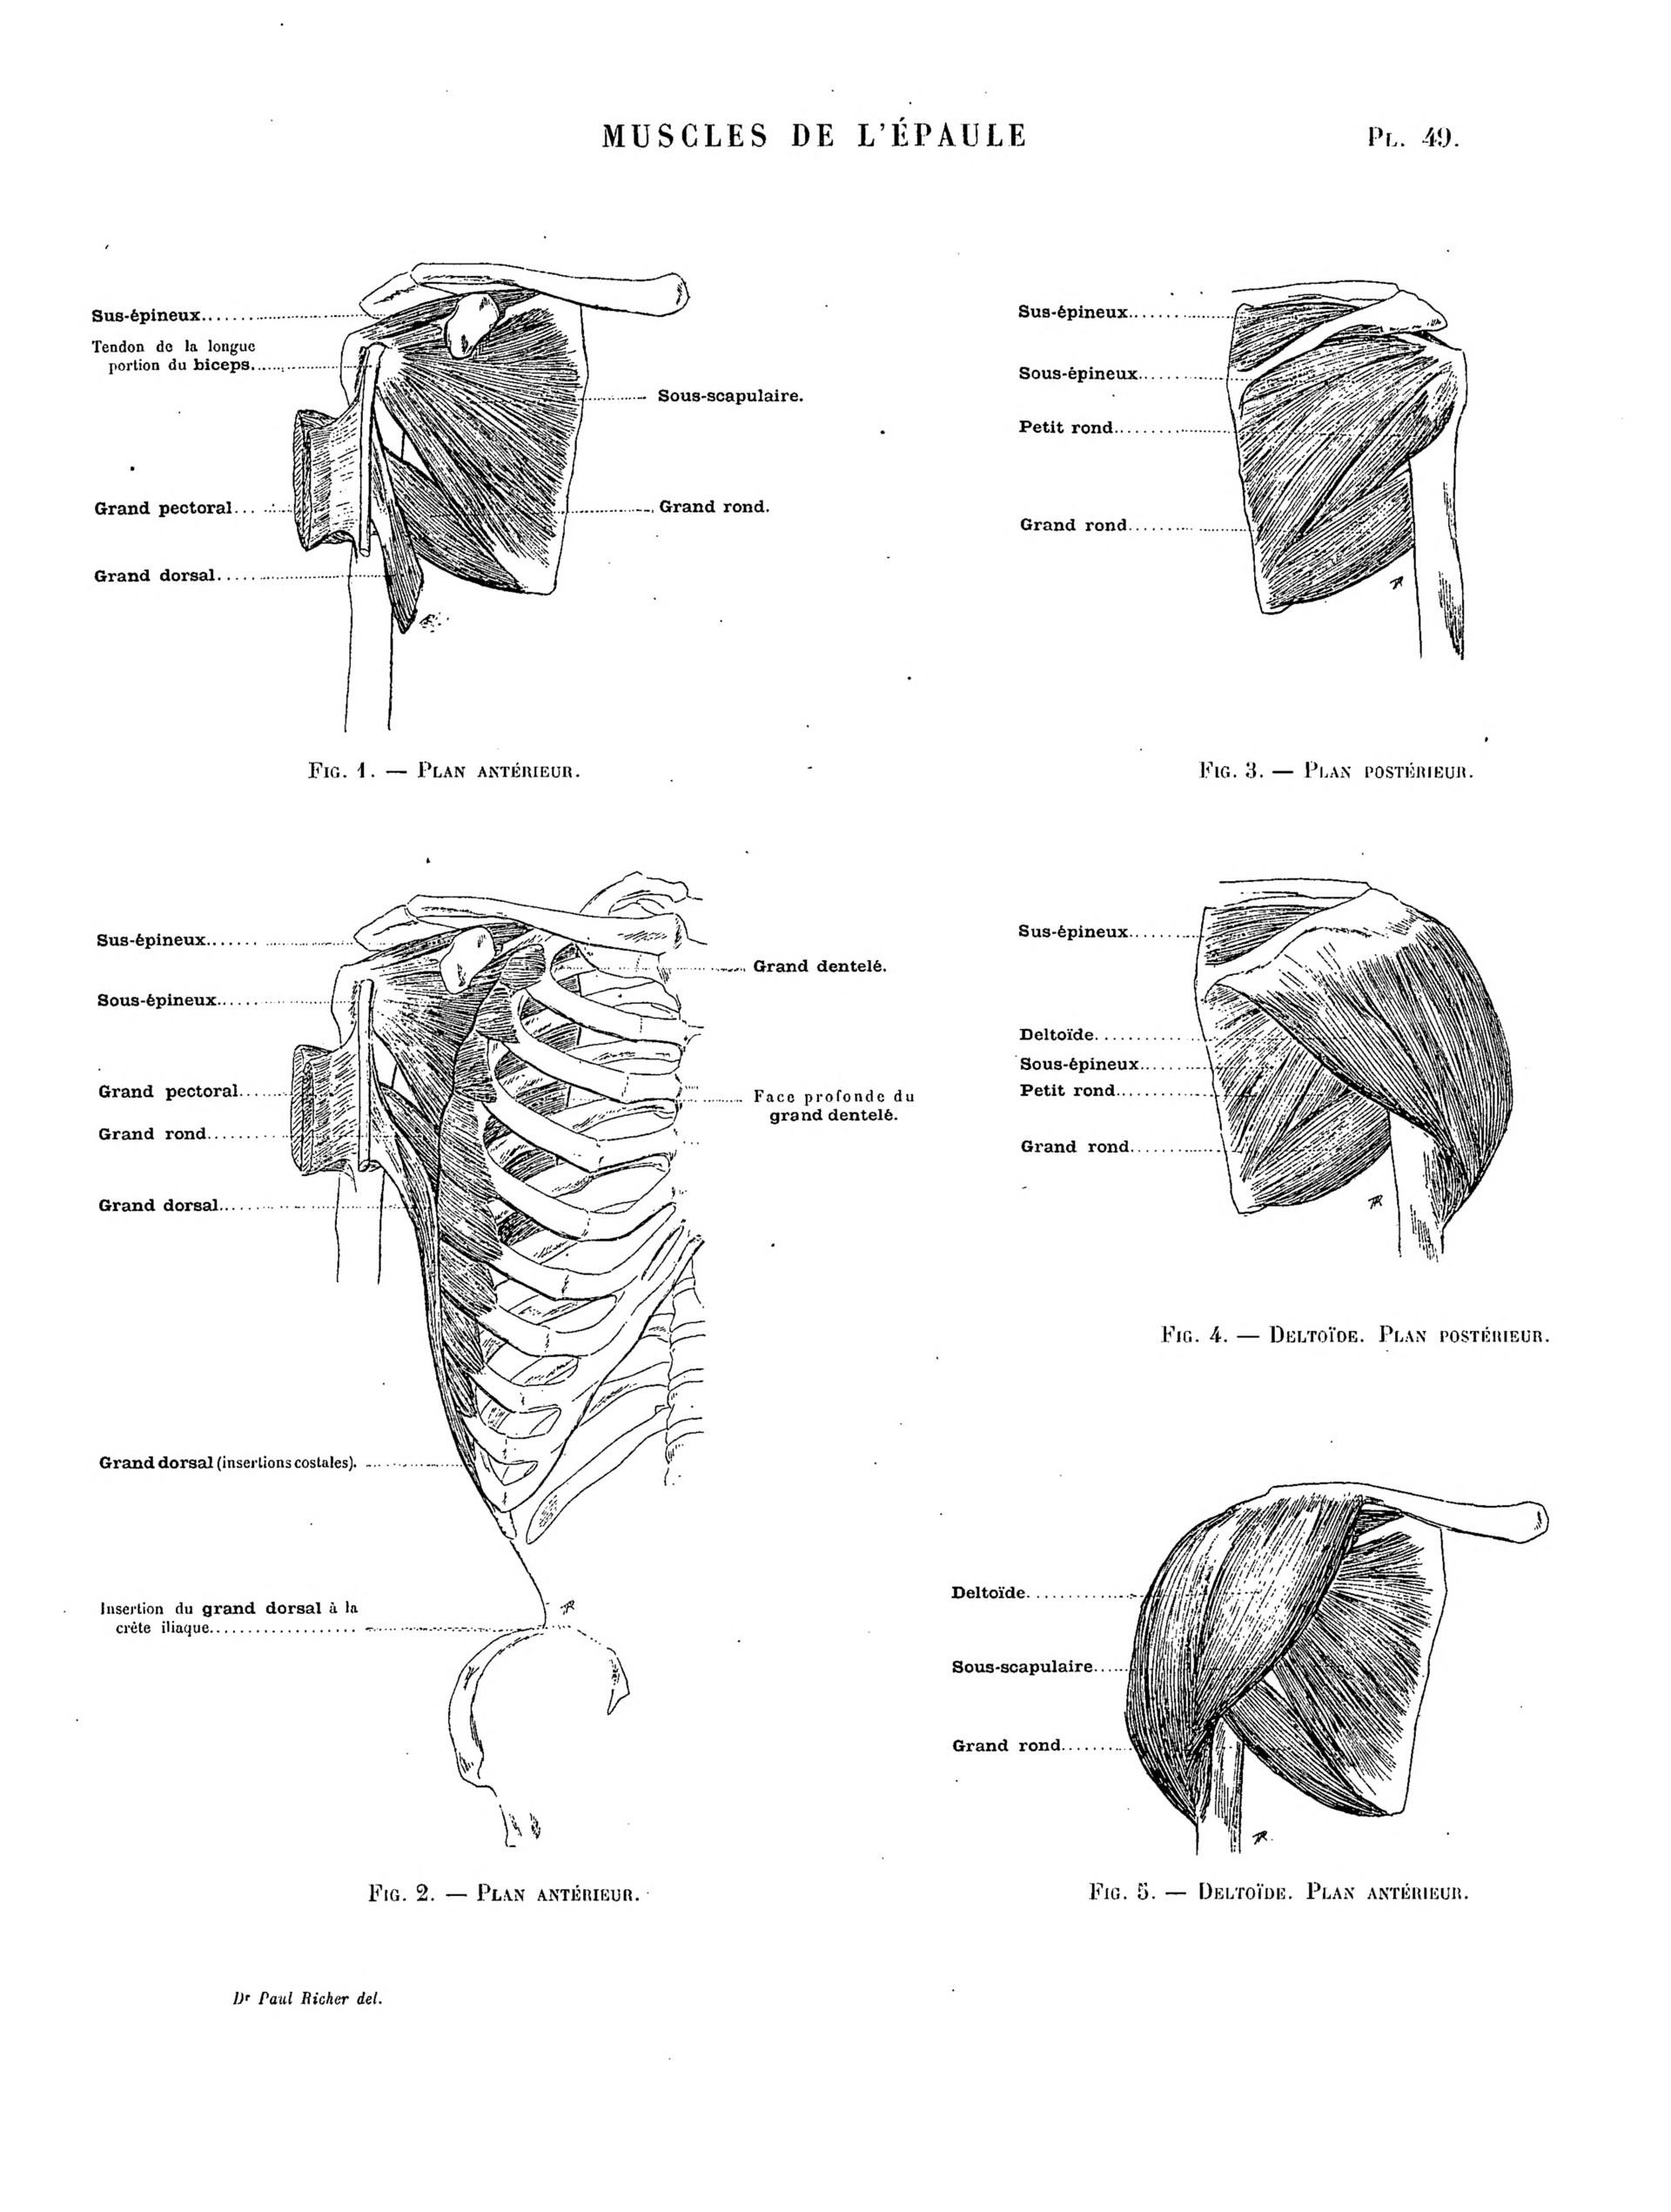 MUSCLES DE L'ÉPAULE
PL. 49.
Sus-épineux
Tendon de la longue
portion du biceps
Grand pectoral
Grand dorsal
Sous-scapulaire.
Grand rond.
FIG. 1. — PLAN ANTÉRIEUR.
Sus-épineux
Sous-épineux
Petit rond
Grand rond
FIG. 3. — PLAN POSTÉRIEUR.
Sus-épineux
Sous-épineux
Grand pectoral
Grand rond
Grand dorsal
Grand dorsal (insertions costales).
Insertion du grand dorsal à la
crête iliaque
Grand dentelé.
Face profonde du
grand dentelé.
FIG. 2. — PLAN ANTÉRIEUR.
Sus-épineux
Deltoïde
Sous-épineux
Petit rond
Grand rond
FIG. 4. — DELTOÏDE. PLAN POSTÉRIEUR.
Deltoïde
Sous-scapulaire
Grand rond
FIG. 5. — DELTOÏDE. PLAN ANTÉRIEUR.
Dr Paul Richer del.